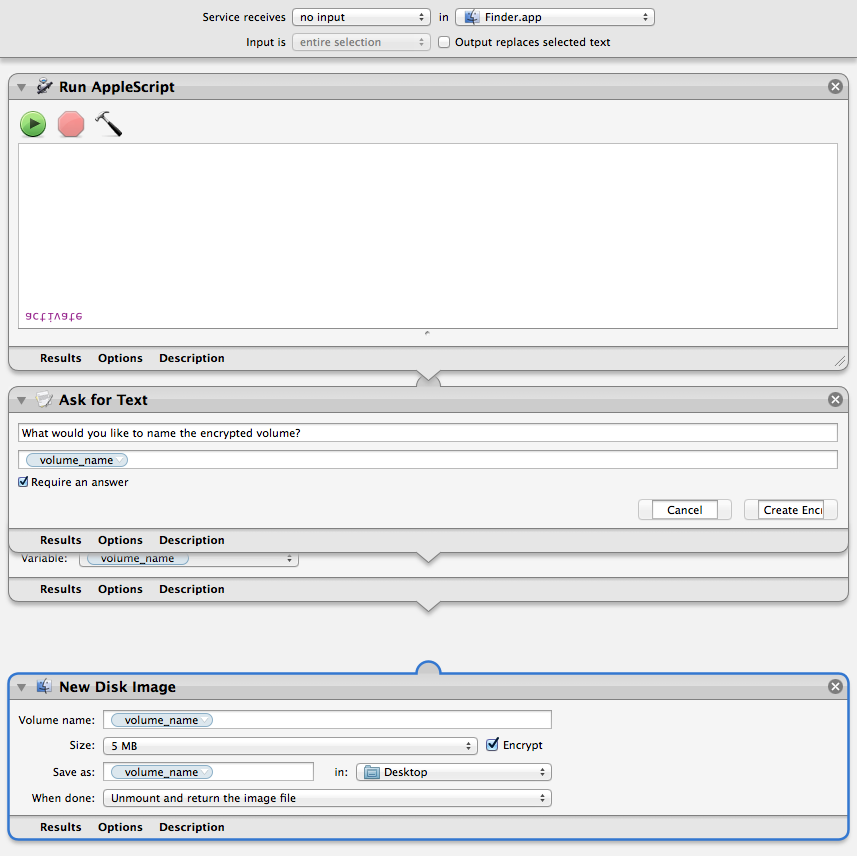 Service receives no input in Finder.app
Input is entire selection Output replaces selected text
Run AppleScript
activate
Results Options Description
Ask for Text
What would you like to name the encrypted volume?
volume_name
Require an answer
Cancel Create Encr
Results Options Description
Variable: volume_name
Results Options Description
New Disk Image
Volume name: volume_name
Size: 5 MB Encrypt
Save as: volume_name in: Desktop
When done: Unmount and return the image file
Results Options Description